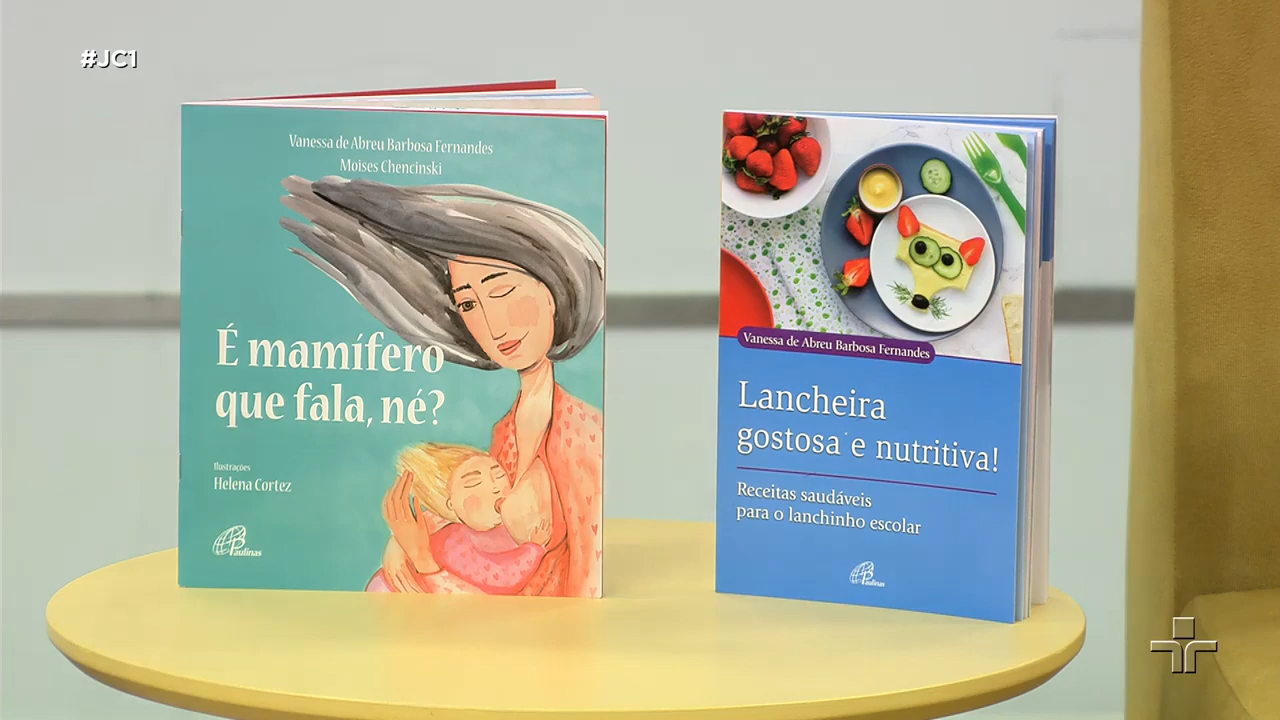 #JC1
Vanessa de Abreu Barbosa Fernandes
Moises Chencinski
É mamífero
que fala, né?
Ilustrações
Helena Cortez
Paulinas
Vanessa de Abreu Barbosa Fernandes
Lancheira
gostosa e nutritiva!
Receitas saudáveis
para o lanchinho escolar
Paulinas